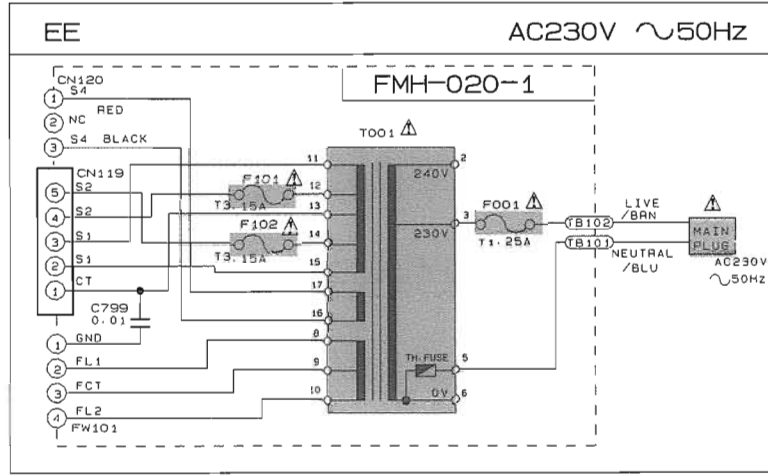 EE
AC230V ∿50Hz
FMH-020-1
CN120
1 S4
RED
2 NC
3 S4 BLACK
CN119
5 S2
4 S2
3 S1
2 S1
1 CT
C799
0.01
1 GND
2 FL1
3 FCT
4 FL2
FW101
F101
T3.15A
F102
T3.15A
11
12
13
14
15
17
16
8
9
10
T001
240V
230V
TH.FUSE
0V
2
3
5
6
F001
T1.25A
TB102
TB101
LIVE
/BRN
NEUTRAL
/BLU
MAIN
PLUG
AC230V
∿50Hz